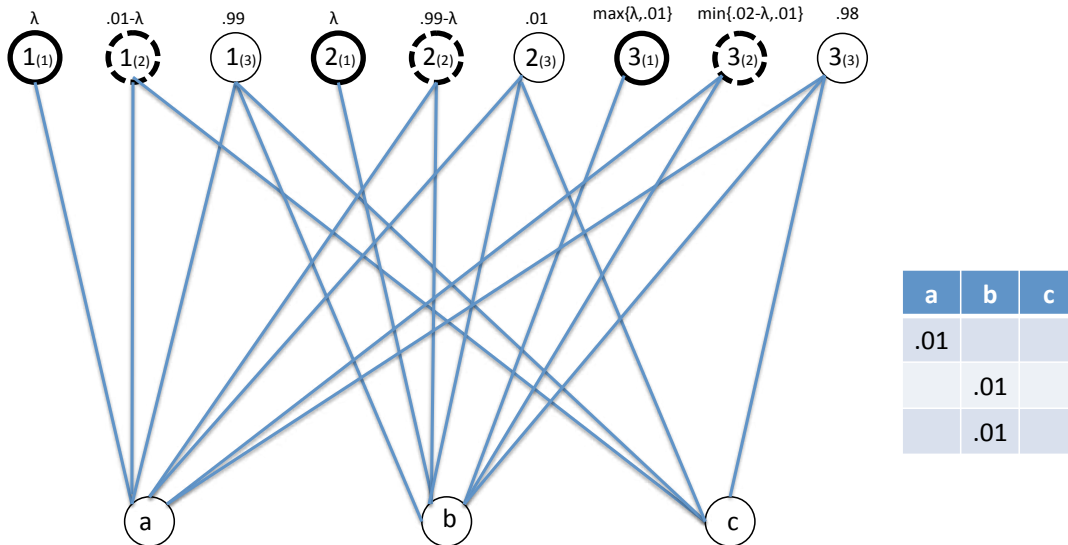 λ .01-λ .99 λ .99-λ .01 max{λ,.01} min{.02-λ,.01} .98
1(1) 1(2) 1(3) 2(1) 2(2) 2(3) 3(1) 3(2) 3(3)
a b c
.01
.01
.01
a b c